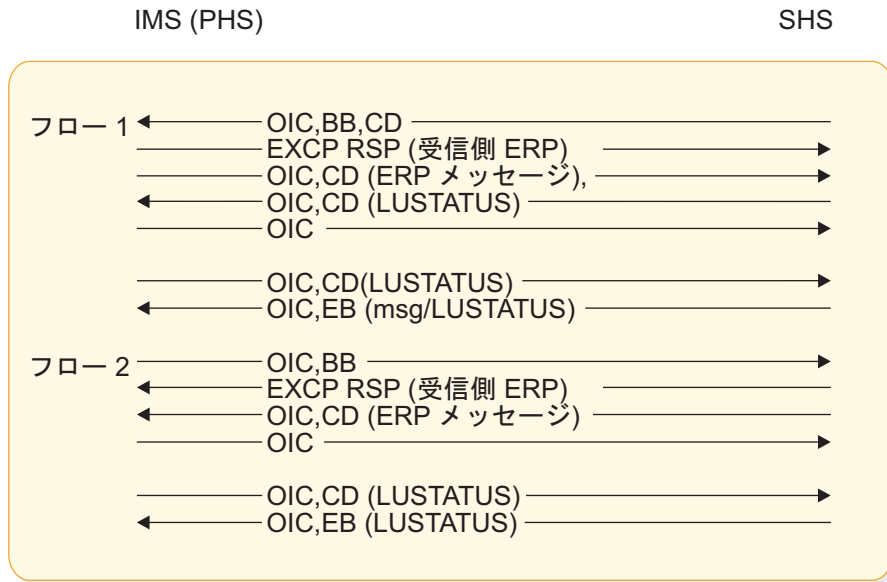 IMS (PHS) SHS
フロー 1 OIC,BB,CD
EXCP RSP (受信側 ERP)
OIC,CD (ERP メッセージ),
OIC,CD (LUSTATUS)
OIC
OIC,CD(LUSTATUS)
OIC,EB (msg/LUSTATUS)
フロー 2 OIC,BB
EXCP RSP (受信側 ERP)
OIC,CD (ERP メッセージ)
OIC
OIC,CD (LUSTATUS)
OIC,EB (LUSTATUS)